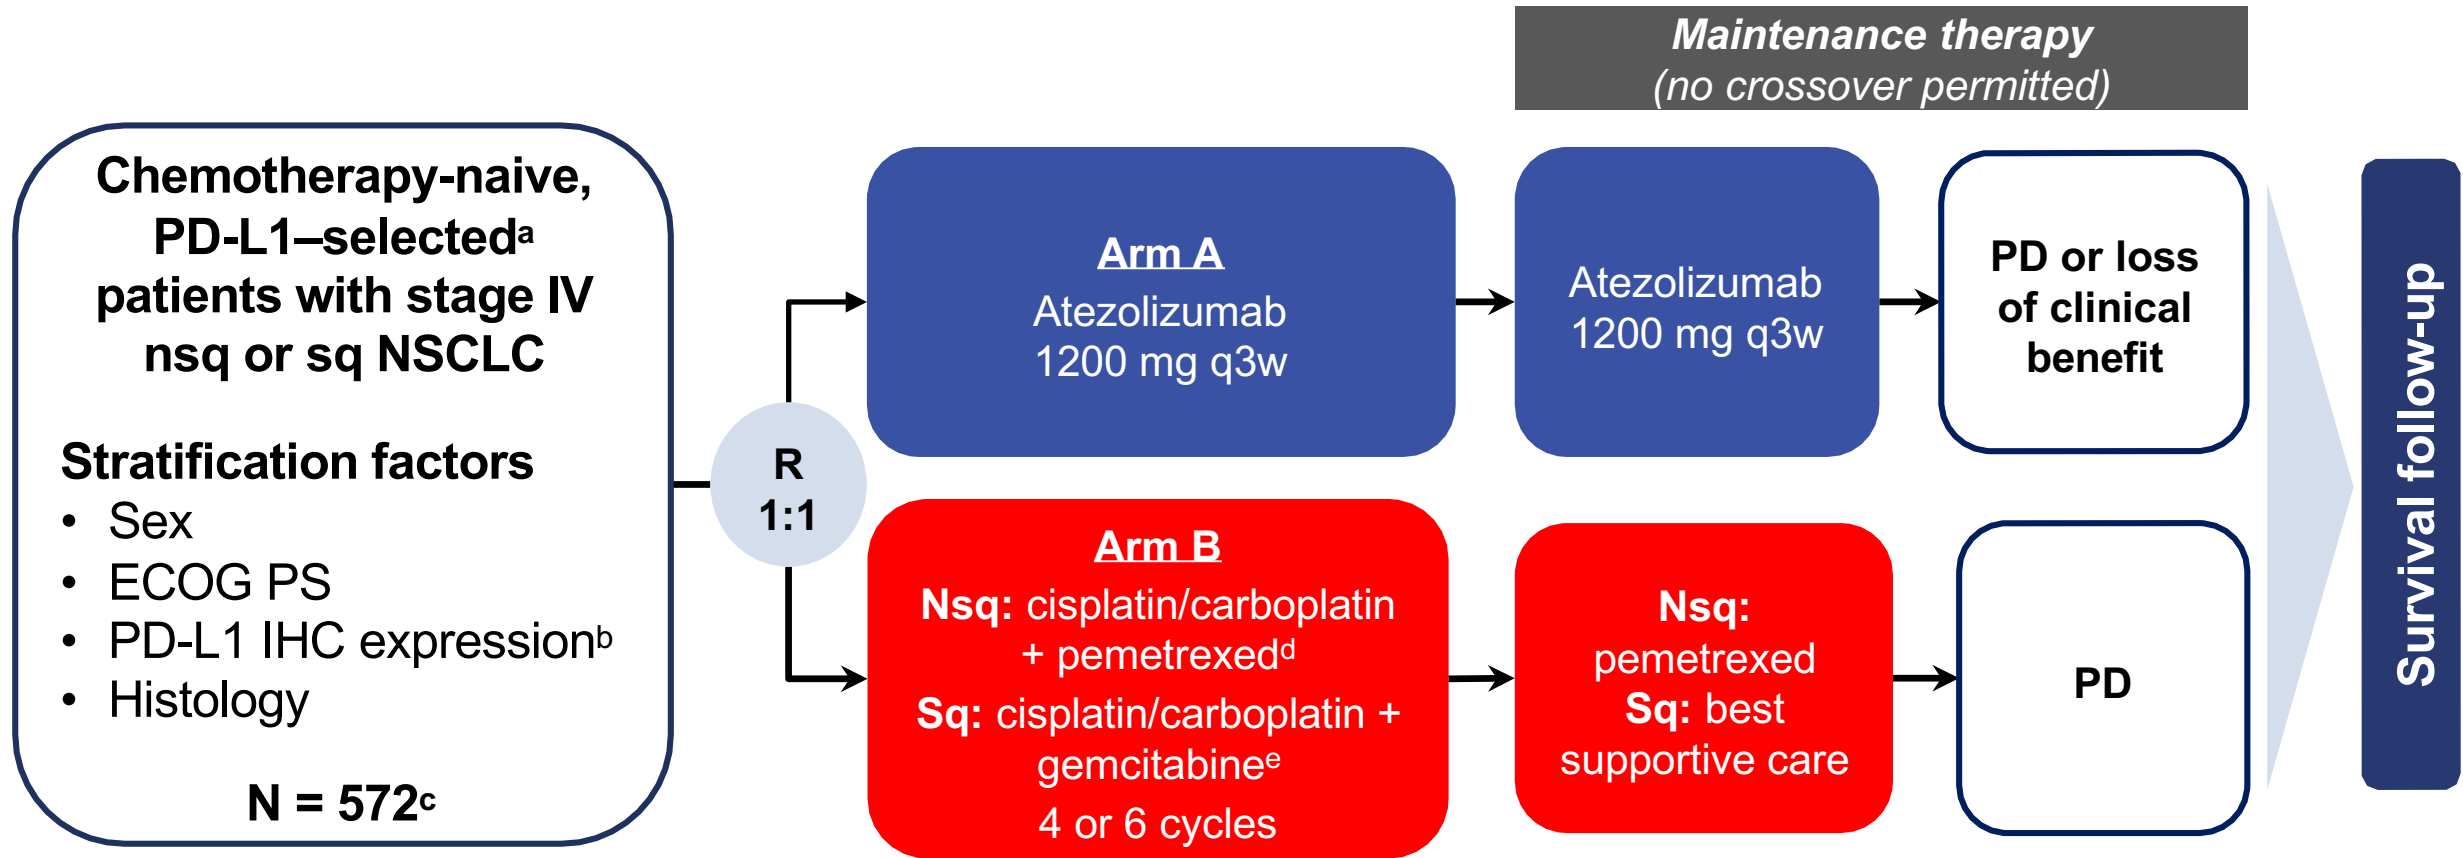 Maintenance therapy
(no crossover permitted)
Chemotherapy-naive,
PD-L1–selectedᵃ
patients with stage IV
nsq or sq NSCLC
Stratification factors
• Sex
• ECOG PS
• PD-L1 IHC expressionᵇ
• Histology
N = 572ᶜ
R
1:1
Arm A
Atezolizumab
1200 mg q3w
Atezolizumab
1200 mg q3w
PD or loss
of clinical
benefit
Arm B
Nsq: cisplatin/carboplatin
+ pemetrexedᵈ
Sq: cisplatin/carboplatin +
gemcitabineᵉ
4 or 6 cycles
Nsq:
pemetrexed
Sq: best
supportive care
PD
Survival follow-up